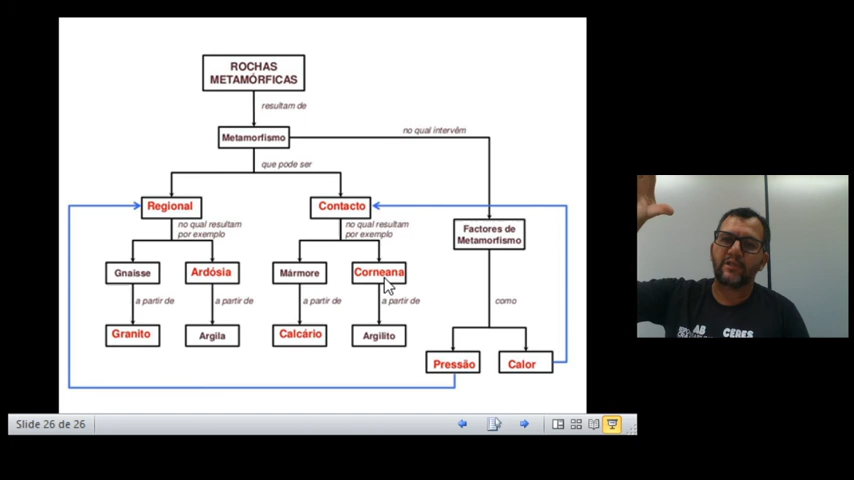 ROCHAS
METAMÓRFICAS
resultam de
Metamorfismo
no qual intervêm
que pode ser
Regional
Contacto
no qual resultam
por exemplo
no qual resultam
por exemplo
Factores de
Metamorfismo
Gnaisse
Ardósia
Mármore
Corneana
a partir de
a partir de
a partir de
a partir de
como
Granito
Argila
Calcário
Argilito
Pressão
Calor
Slide 26 de 26
AB
CERES